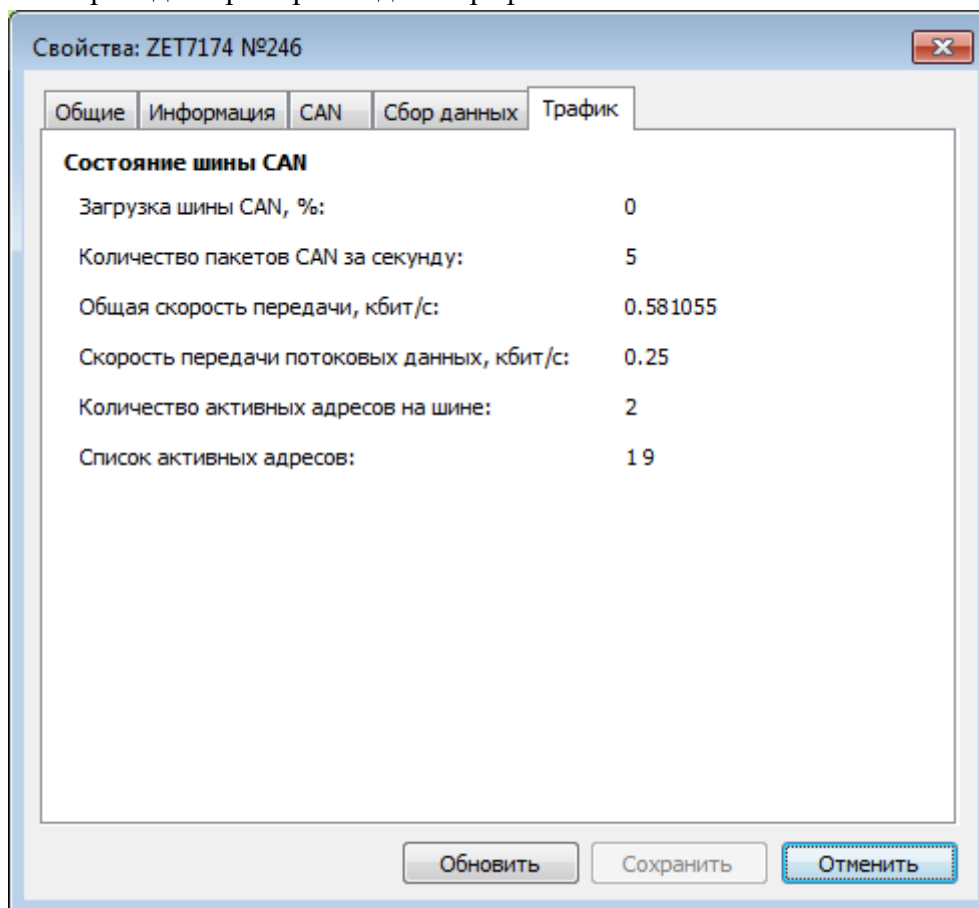 Свойства: ZET7174 №246
Общие Информация CAN Сбор данных Трафик
Состояние шины CAN
Загрузка шины CAN, %: 0
Количество пакетов CAN за секунду: 5
Общая скорость передачи, кбит/с: 0.581055
Скорость передачи потоковых данных, кбит/с: 0.25
Количество активных адресов на шине: 2
Список активных адресов: 1 9
Обновить Сохранить Отменить